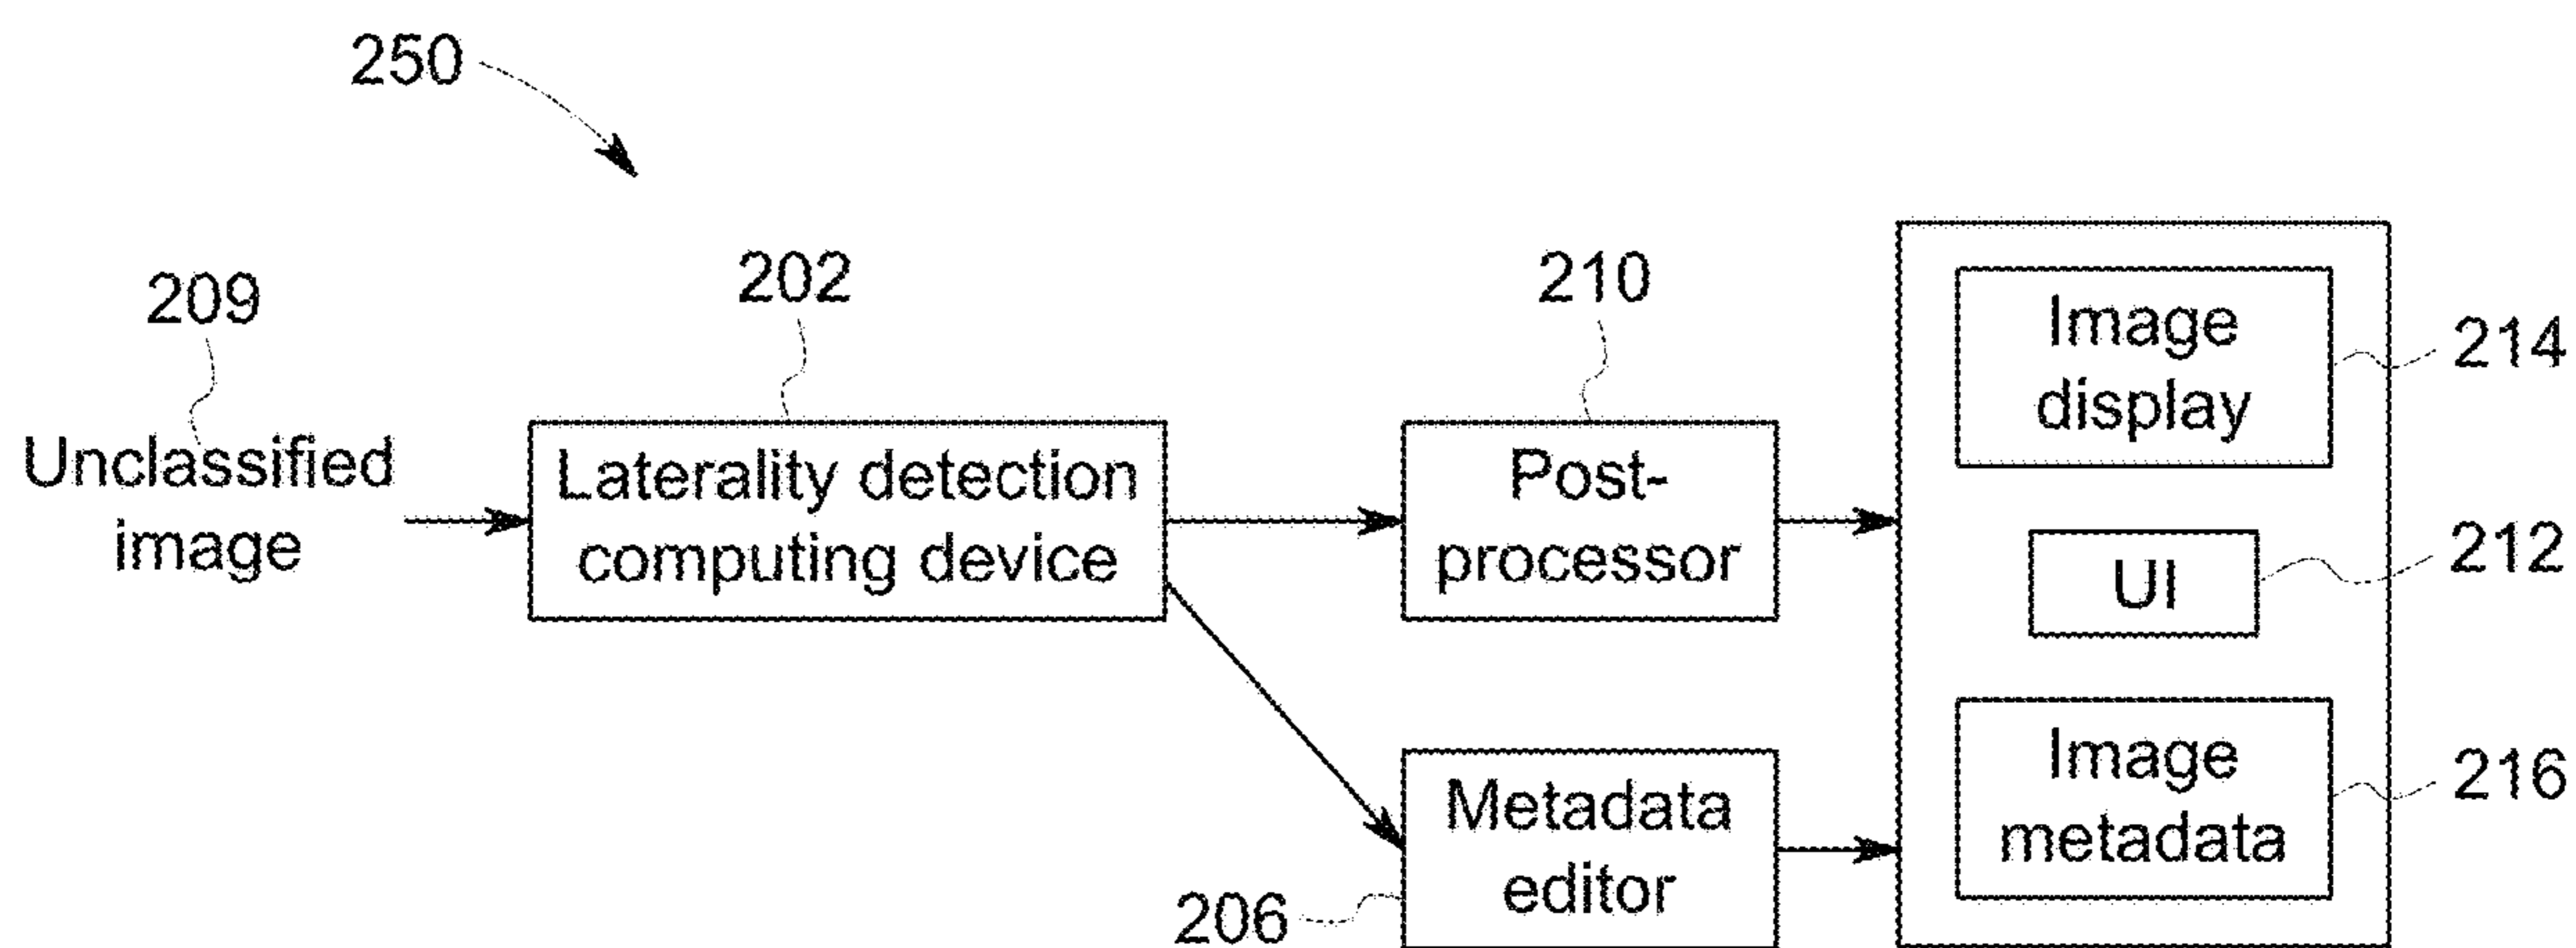 250
209
202
210
Unclassified
image
Laterality detection
computing device
Post-
processor
Image
display
214
UI
212
Metadata
editor
206
Image
metadata
216